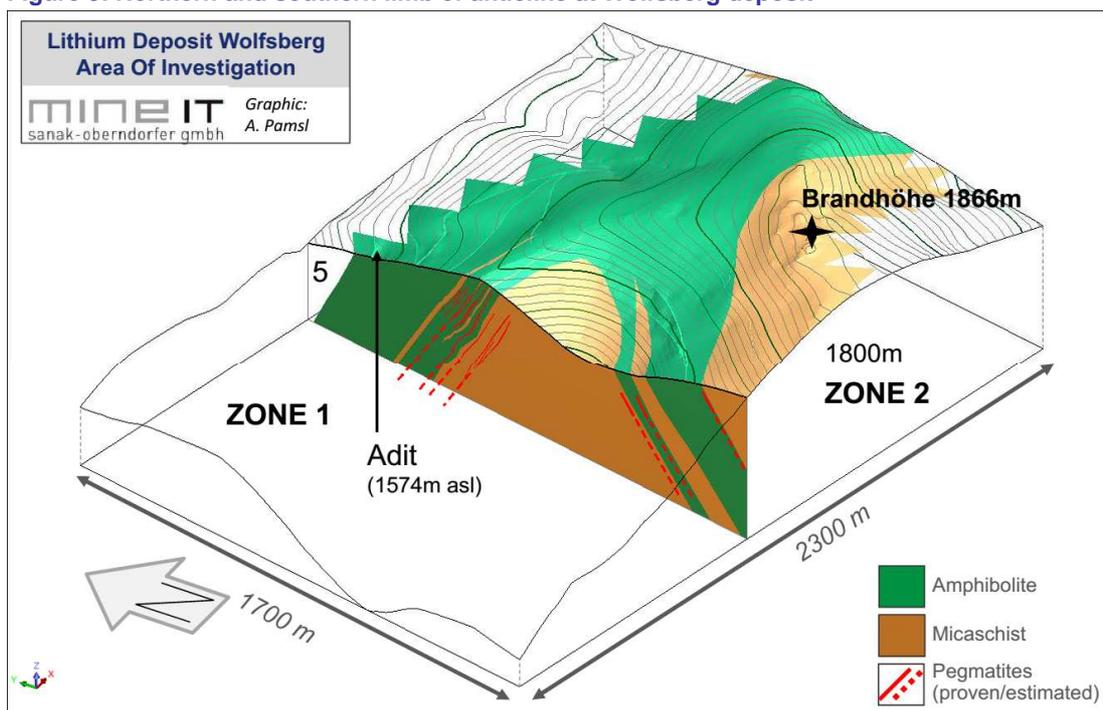 Lithium Deposit Wolfsberg
Area Of Investigation
mine IT
sanak-oberndorfer gmbh
Graphic:
A. Pamsl
Brandhöhe 1866m
5
1800m
ZONE 2
ZONE 1
Adit
(1574m asl)
2300 m
1700 m
N
Amphibolite
Micaschist
Pegmatites
(proven/estimated)
Z
Y
X